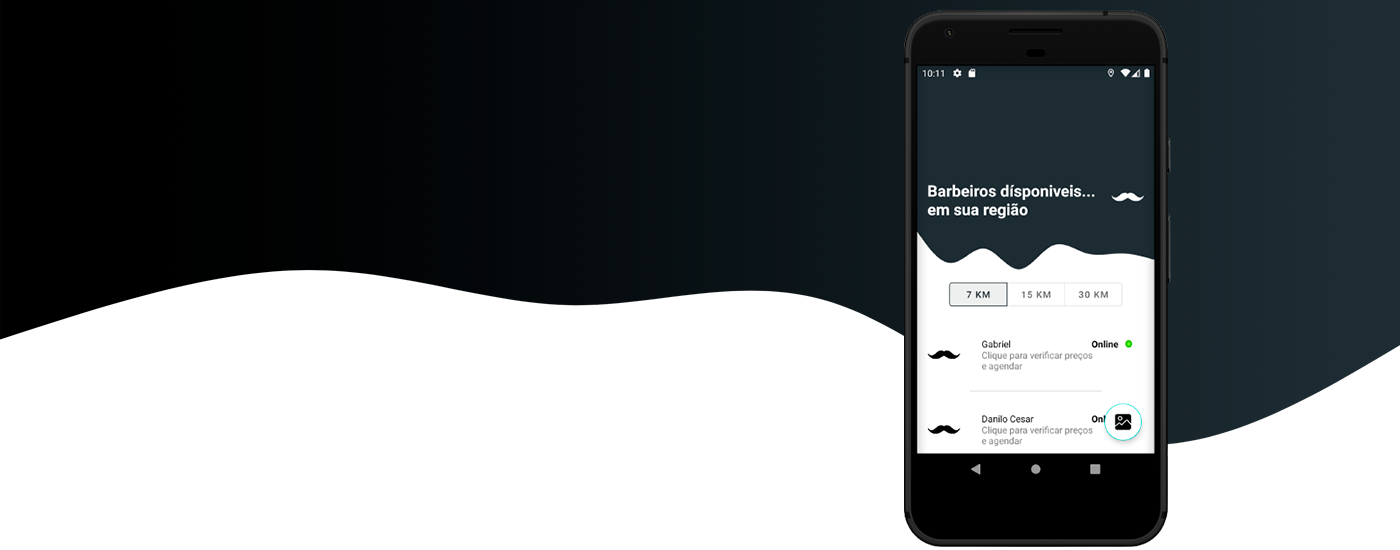 10:11
Barbeiros dísponiveis...
em sua região
7 KM 15 KM 30 KM
Gabriel Online
Clique para verificar preços
e agendar
Danilo Cesar Onl
Clique para verificar preços
e agendar